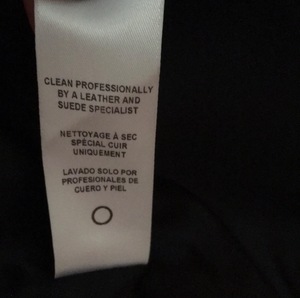 CLEAN PROFESSIONALLY
BY A LEATHER AND
SUEDE SPECIALIST
NETTOYAGE À SEC
SPÉCIAL CUIR
UNIQUEMENT
LAVADO SOLO POR
PROFESIONALES DE
CUERO Y PIEL